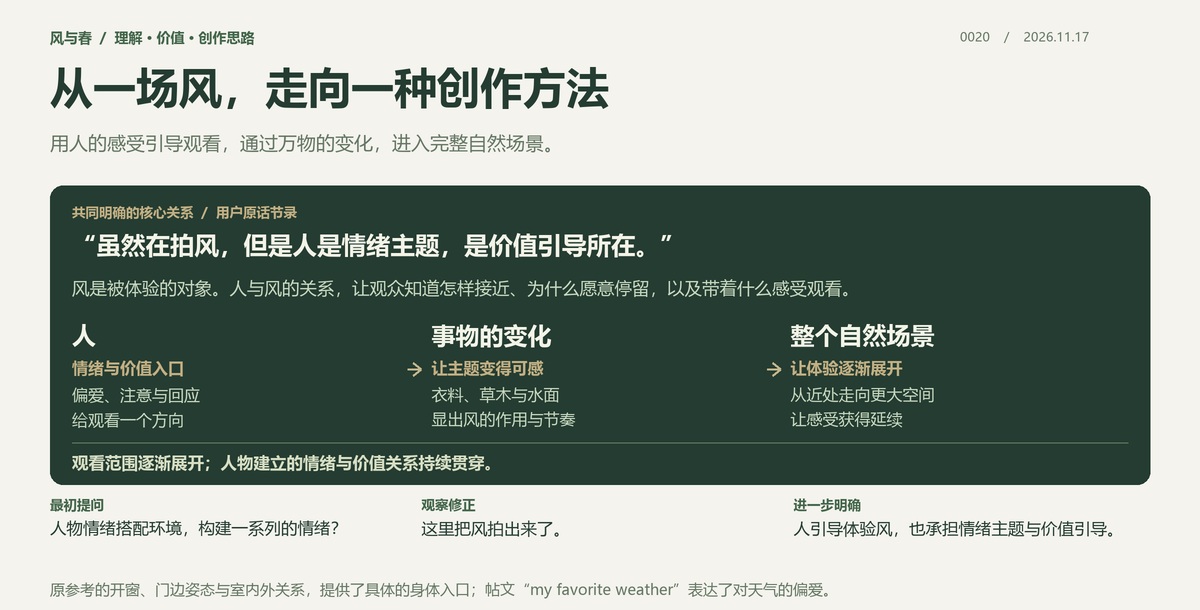 风与春 / 理解·价值·创作思路
0020 / 2026.11.17
从一场风，走向一种创作方法
用人的感受引导观看，通过万物的变化，进入完整自然场景。
共同明确的核心关系 / 用户原话节录
“虽然在拍风，但是人是情绪主题，是价值引导所在。”
风是被体验的对象。人与风的关系，让观众知道怎样接近、为什么愿意停留，以及带着什么感受观看。
人
情绪与价值入口
偏爱、注意与回应
给观看一个方向
→ 事物的变化
让主题变得可感
衣料、草木与水面
显出风的作用与节奏
→ 整个自然场景
让体验逐渐展开
从近处走向更大空间
让感受获得延续
观看范围逐渐展开；人物建立的情绪与价值关系持续贯穿。
最初提问
人物情绪搭配环境，构建一系列的情绪？
观察修正
这里把风拍出来了。
进一步明确
人引导体验风，也承担情绪主题与价值引导。
原参考的开窗、门边姿态与室内外关系，提供了具体的身体入口；帖文“my favorite weather”表达了对天气的偏爱。